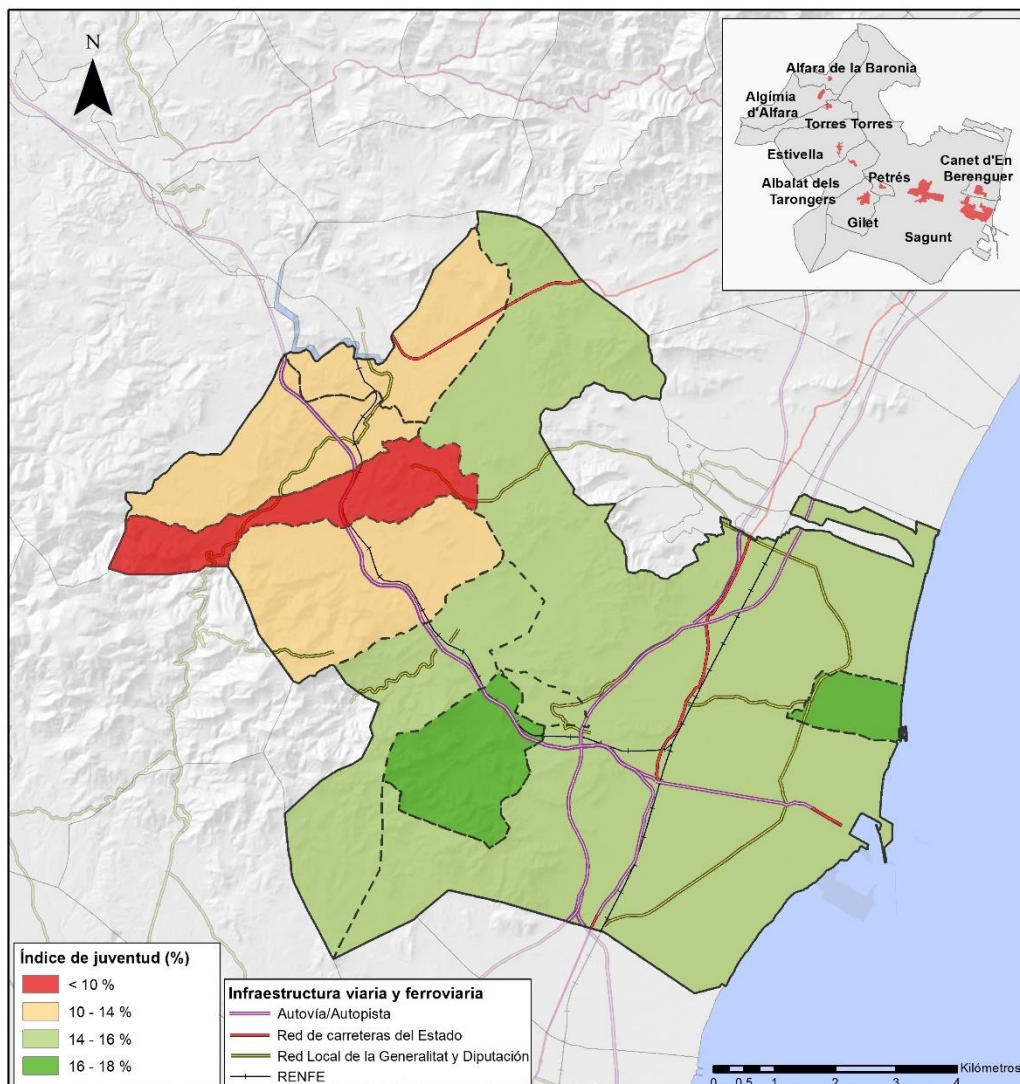 N
Alfara de la Baronia
Algímia
d'Alfara
Torres Torres
Estivella
Canet d'En
Berenguer
Petrés
Albalat dels
Tarongers
Gilet
Sagunt
Índice de juventud (%)
< 10 %
10 - 14 %
14 - 16 %
16 - 18 %
Infraestructura viaria y ferroviaria
Autovía/Autopista
Red de carreteras del Estado
Red Local de la Generalitat y Diputación
RENFE
Kilómetros
0 0.5 1 2 3 4